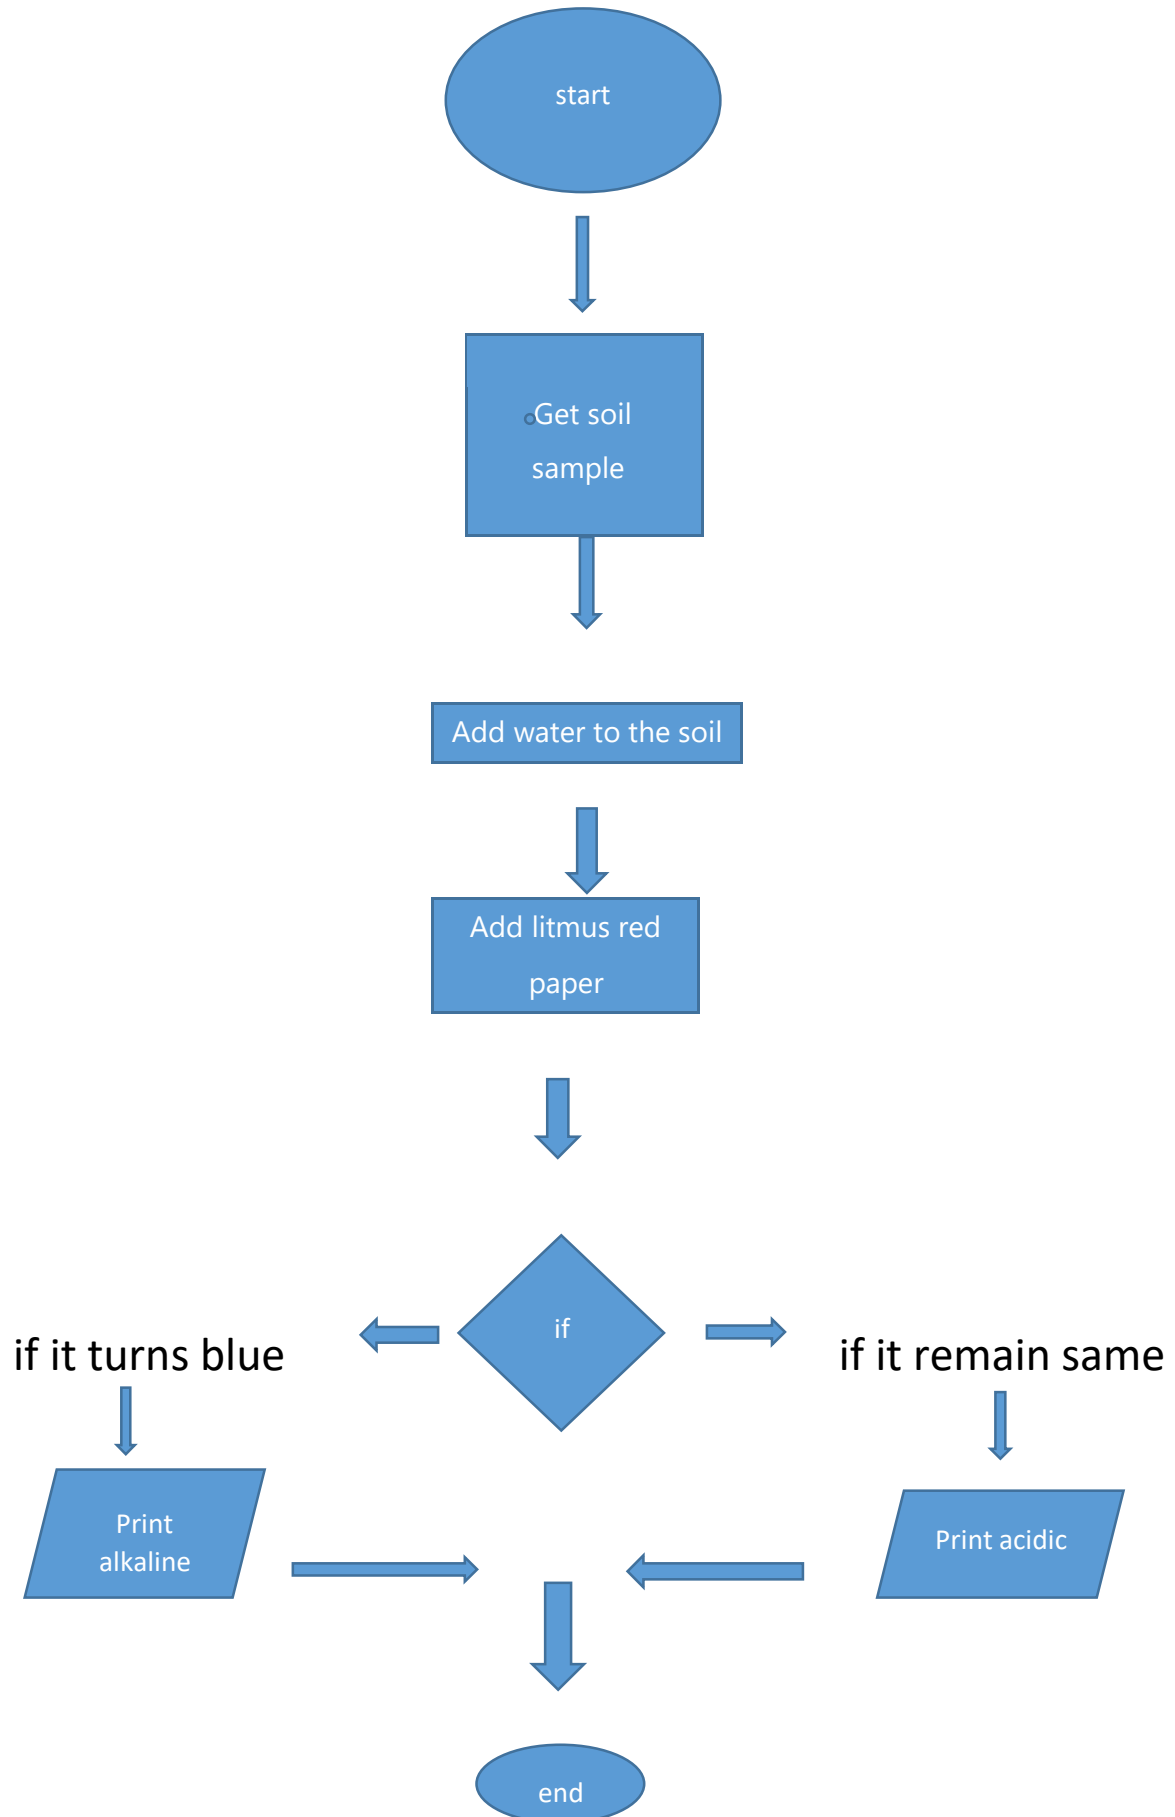 start
Get soil
sample
Add water to the soil
Add litmus red
paper
if
if it turns blue
if it remain same
Print
alkaline
Print acidic
end